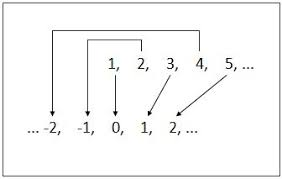 1, 2, 3, 4, 5, ...
... -2, -1, 0, 1, 2, ...